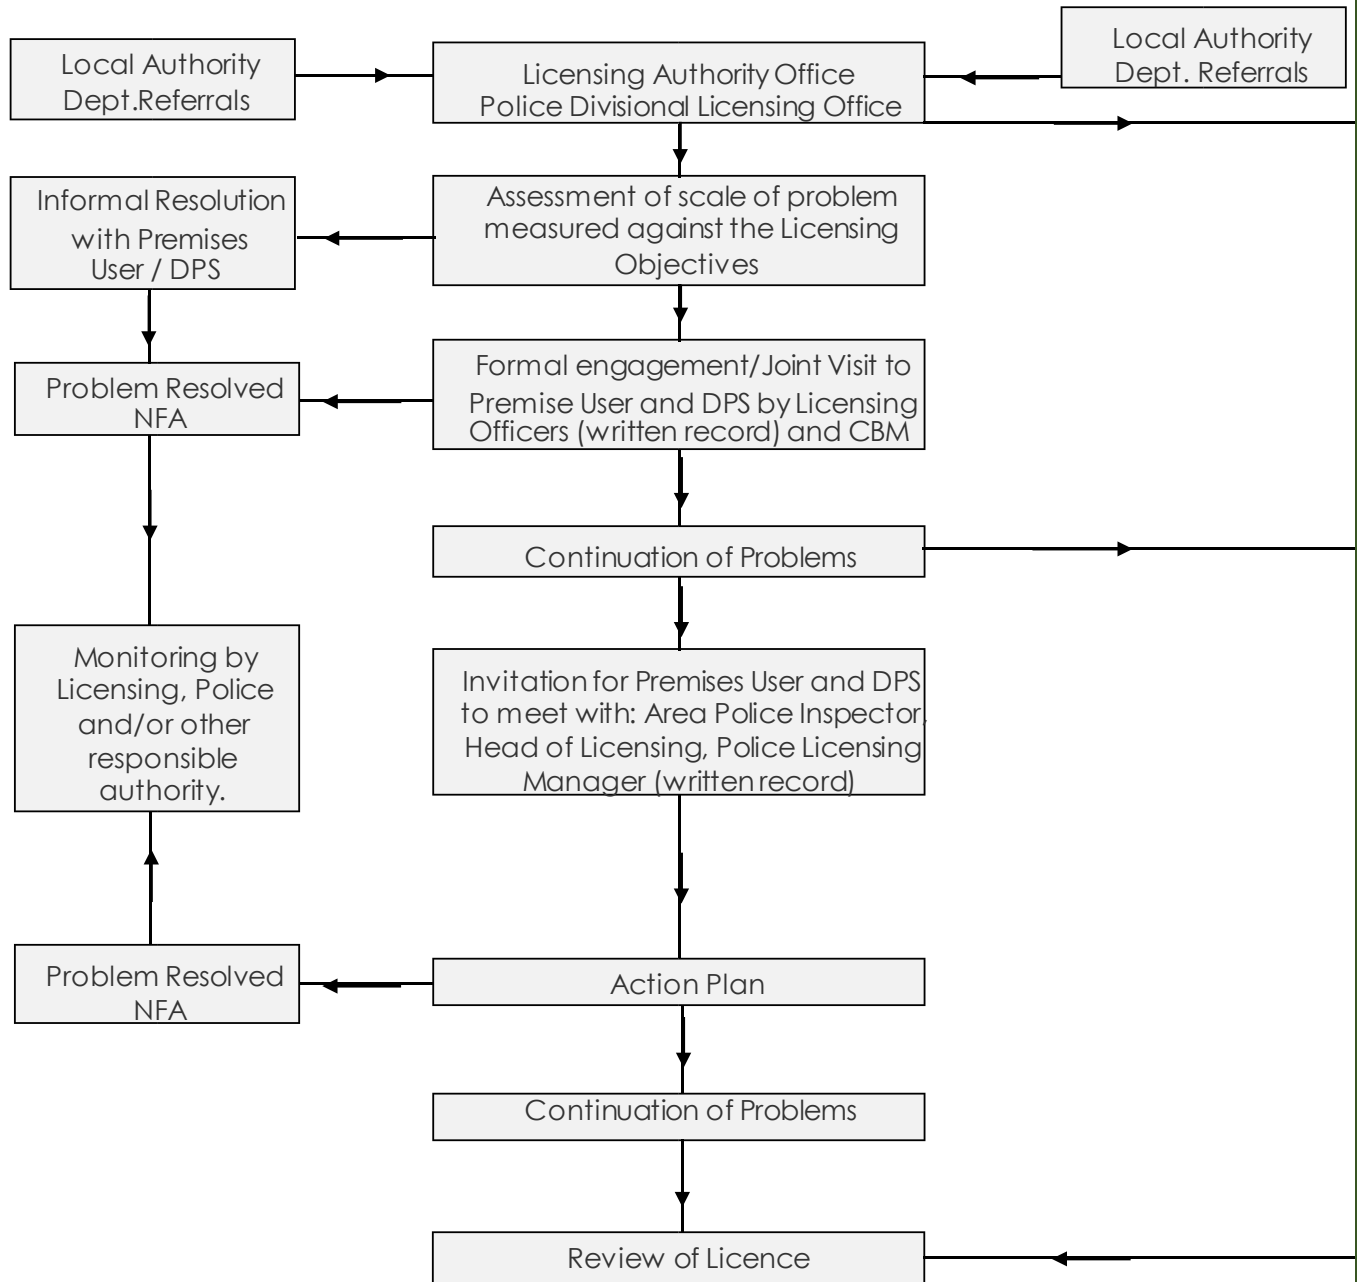 Local Authority
Dept.Referrals
Licensing Authority Office
Police Divisional Licensing Office
Local Authority
Dept. Referrals
Informal Resolution
with Premises
User / DPS
Assessment of scale of problem
measured against the Licensing
Objectives
Problem Resolved
NFA
Formal engagement/Joint Visit to
Premise User and DPS by Licensing
Officers (written record) and CBM
Continuation of Problems
Monitoring by
Licensing, Police
and/or other
responsible
authority.
Invitation for Premises User and DPS
to meet with: Area Police Inspector,
Head of Licensing, Police Licensing
Manager (written record)
Problem Resolved
NFA
Action Plan
Continuation of Problems
Review of Licence